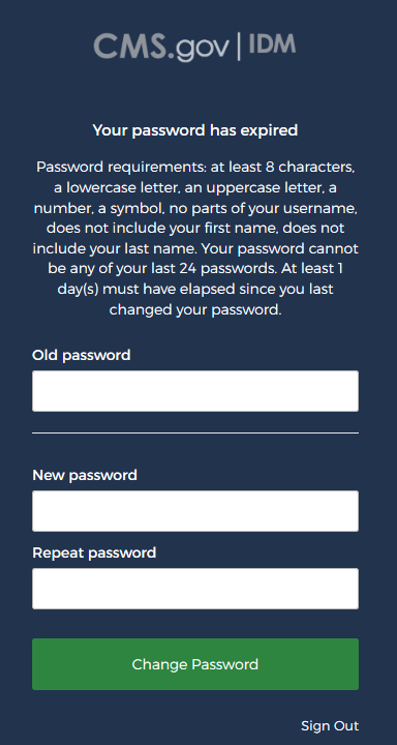 CMS.gov | IDM
Your password has expired
Password requirements: at least 8 characters,
a lowercase letter, an uppercase letter, a
number, a symbol, no parts of your username,
does not include your first name, does not
include your last name. Your password cannot
be any of your last 24 passwords. At least 1
day(s) must have elapsed since you last
changed your password.
Old password
New password
Repeat password
Change Password
Sign Out